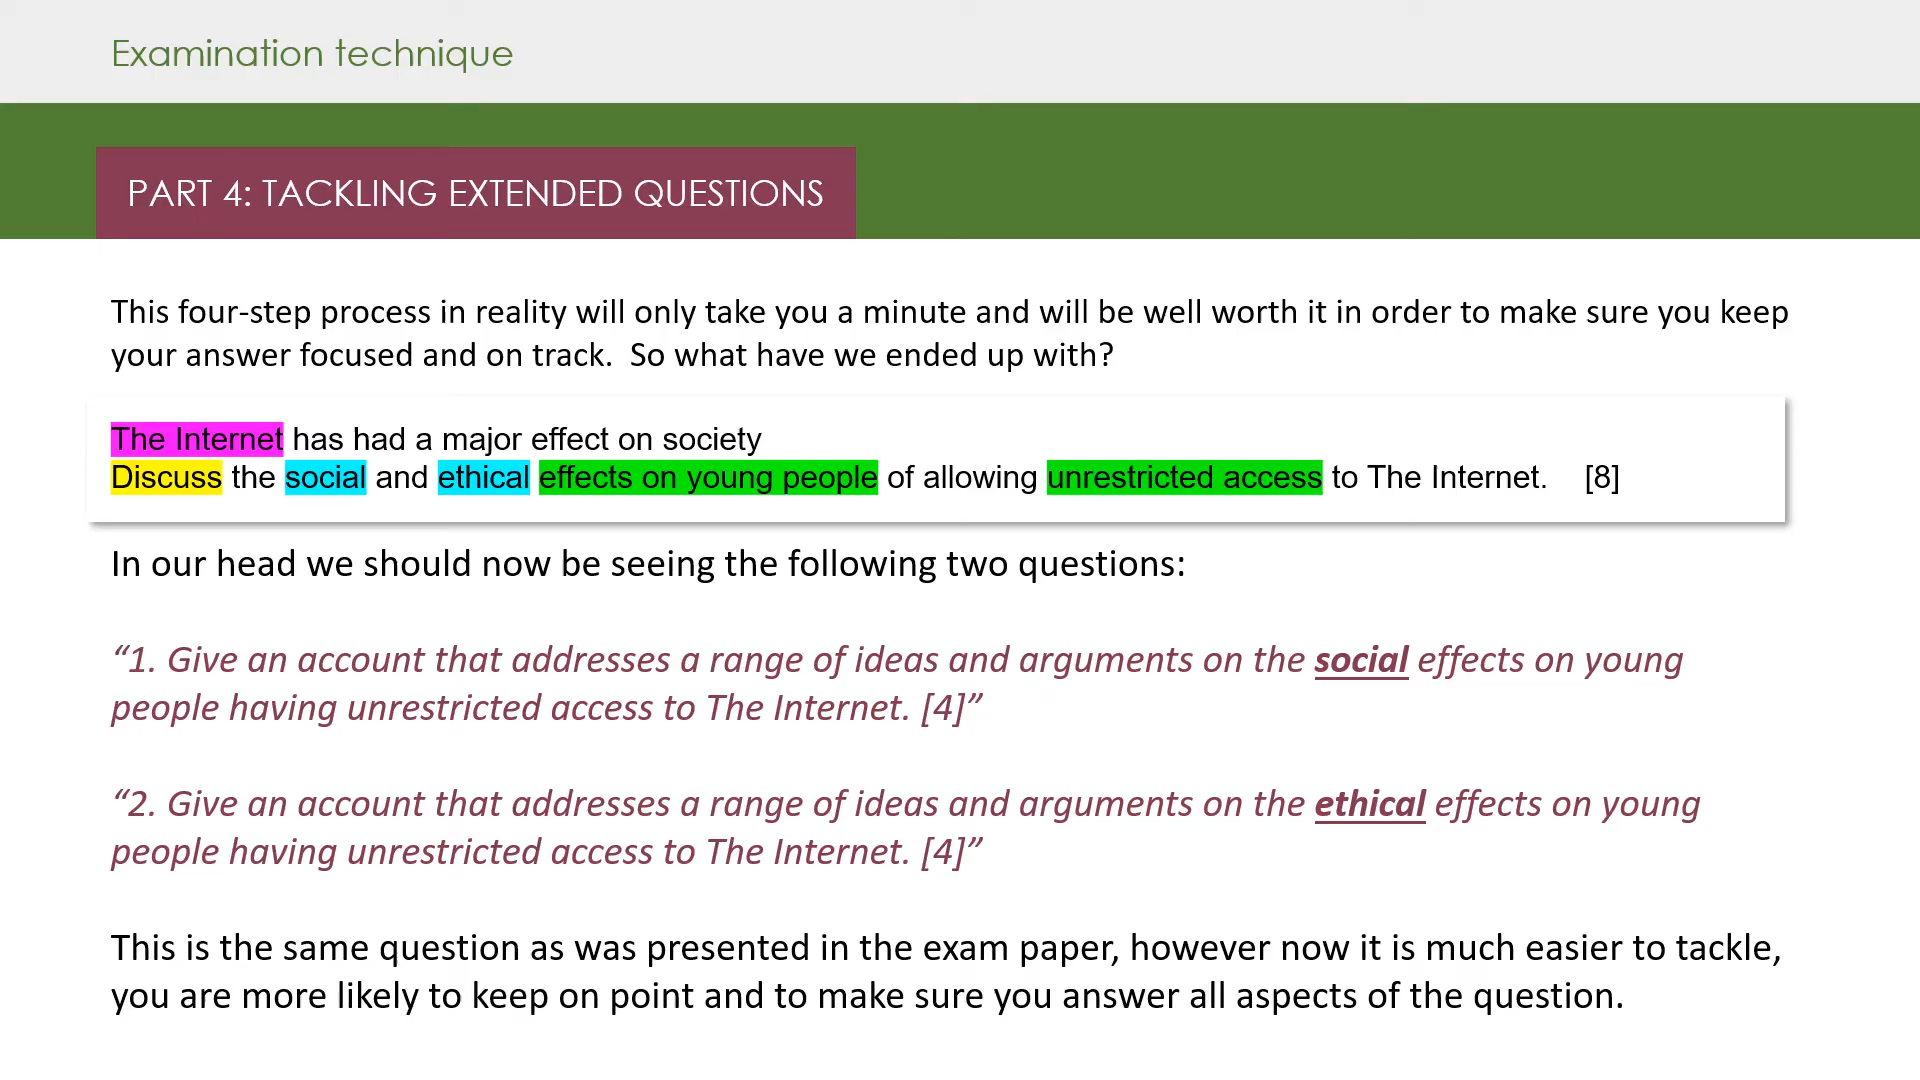 Examination technique
PART 4: TACKLING EXTENDED QUESTIONS
This four-step process in reality will only take you a minute and will be well worth it in order to make sure you keep
your answer focused and on track.  So what have we ended up with?
The Internet has had a major effect on society
Discuss the social and ethical effects on young people of allowing unrestricted access to The Internet.    [8]
In our head we should now be seeing the following two questions:
“1. Give an account that addresses a range of ideas and arguments on the social effects on young
people having unrestricted access to The Internet. [4]”
“2. Give an account that addresses a range of ideas and arguments on the ethical effects on young
people having unrestricted access to The Internet. [4]”
This is the same question as was presented in the exam paper, however now it is much easier to tackle,
you are more likely to keep on point and to make sure you answer all aspects of the question.